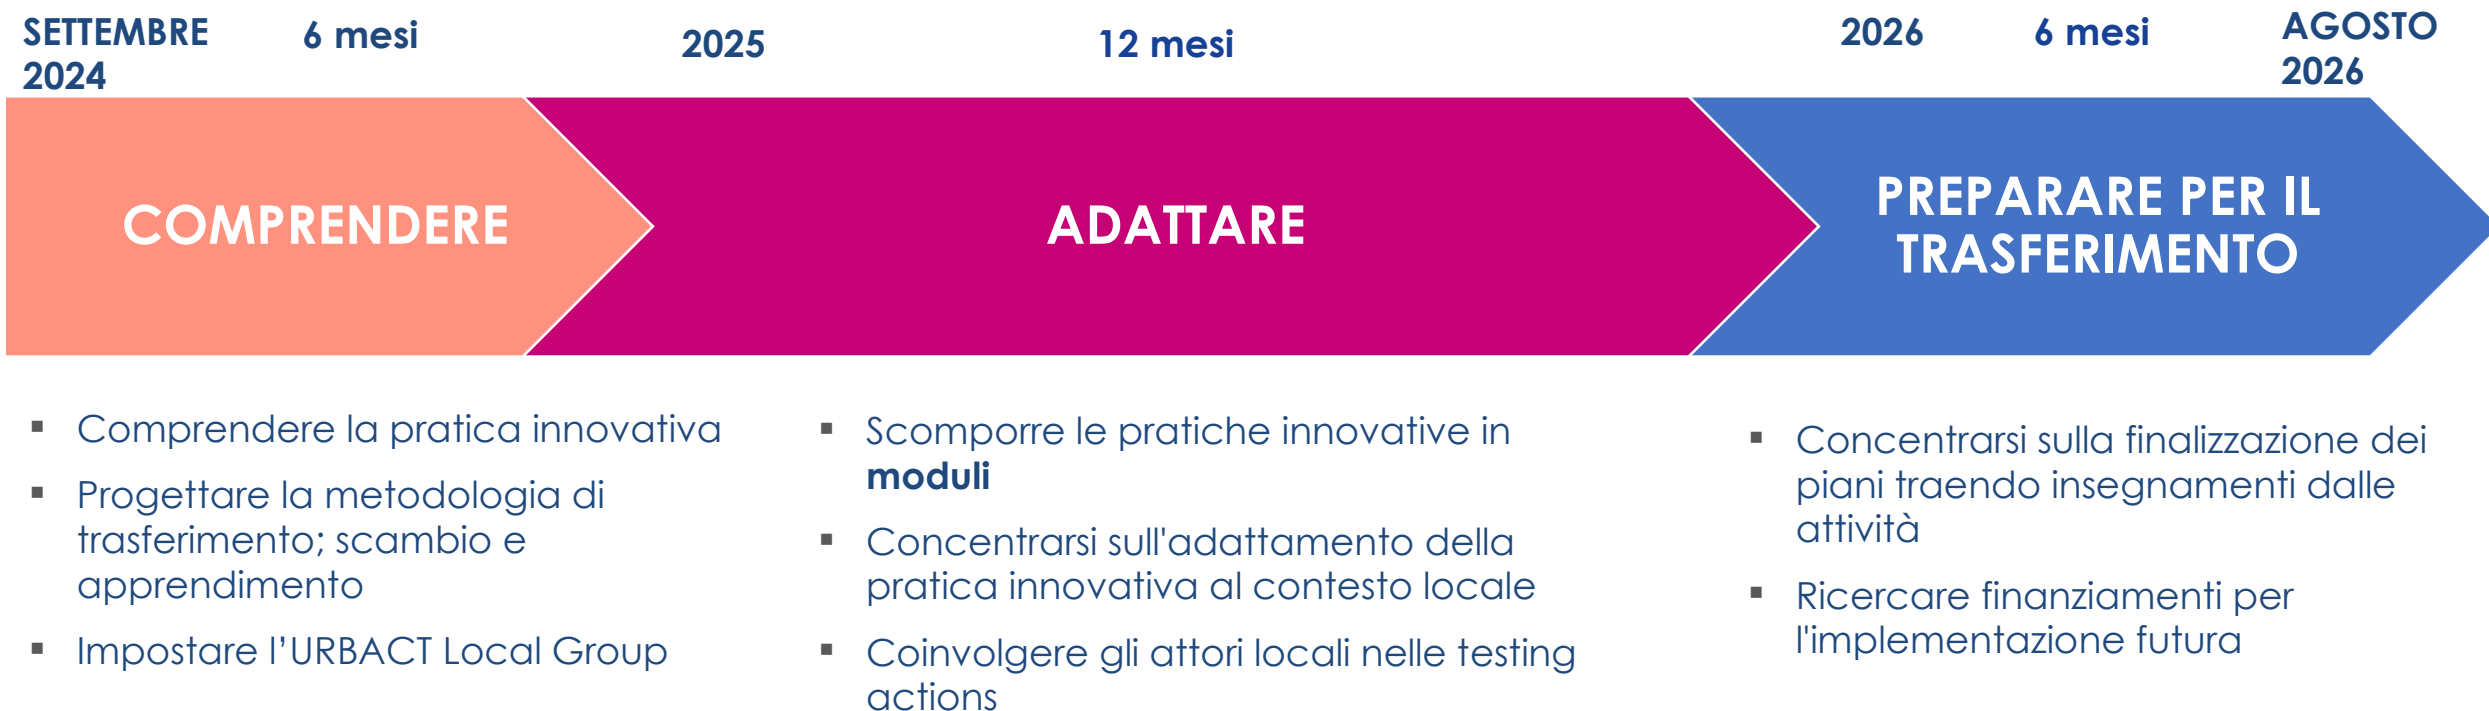 SETTEMBRE
2024
6 mesi
2025
12 mesi
2026
6 mesi
AGOSTO
2026
COMPRENDERE
ADATTARE
PREPARARE PER IL
TRASFERIMENTO
▪ Comprendere la pratica innovativa
▪ Progettare la metodologia di
trasferimento; scambio e
apprendimento
▪ Impostare l’URBACT Local Group
▪ Scomporre le pratiche innovative in
moduli
▪ Concentrarsi sull'adattamento della
pratica innovativa al contesto locale
▪ Coinvolgere gli attori locali nelle testing
actions
▪ Concentrarsi sulla finalizzazione dei
piani traendo insegnamenti dalle
attività
▪ Ricercare finanziamenti per
l'implementazione futura